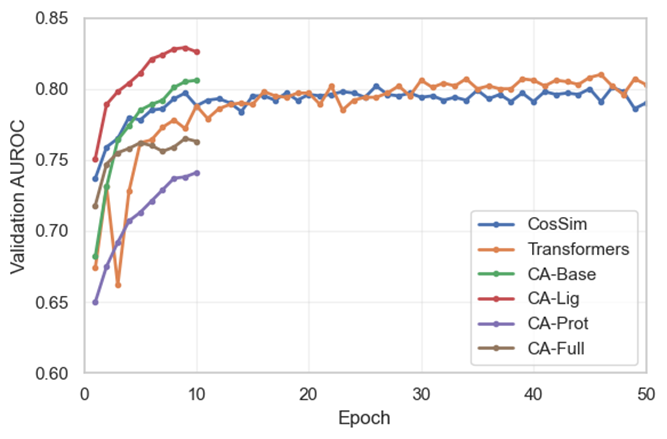 0.85
0.80
0.75
0.70
0.65
0.60
Validation AUROC
CosSim
Transformers
CA-Base
CA-Lig
CA-Prot
CA-Full
0 10 20 30 40 50
Epoch